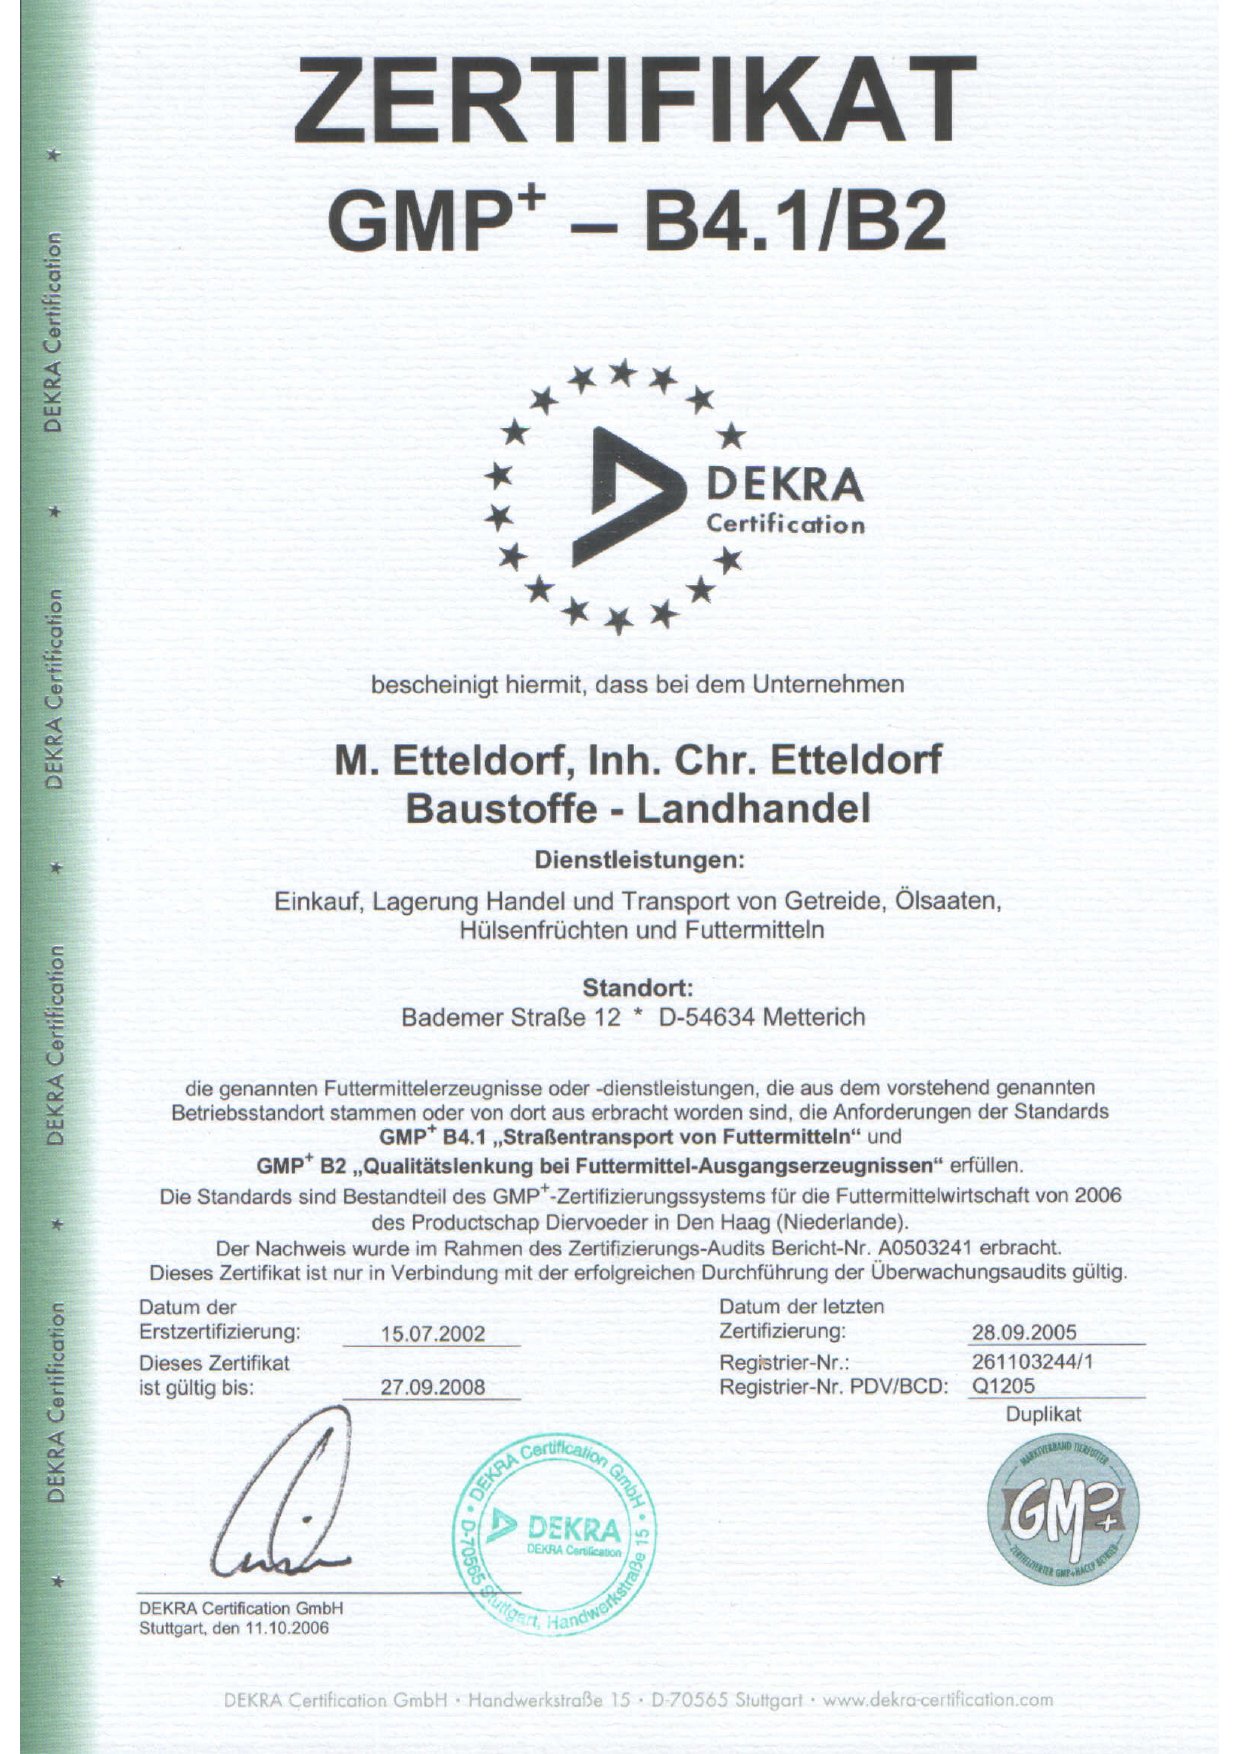 ZERTIFIKAT
GMP+ – B4.1/B2
DEKRA
Certification
bescheinigt hiermit, dass bei dem Unternehmen
M. Etteldorf, Inh. Chr. Etteldorf
Baustoffe - Landhandel
Dienstleistungen:
Einkauf, Lagerung Handel und Transport von Getreide, Ölsaaten,
Hülsenfrüchten und Futtermitteln
Standort:
Bademer Straße 12 * D-54634 Metterich
die genannten Futtermittelerzeugnisse oder -dienstleistungen, die aus dem vorstehend genannten
Betriebsstandort stammen oder von dort aus erbracht worden sind, die Anforderungen der Standards
GMP+ B4.1 „Straßentransport von Futtermitteln“ und
GMP+ B2 „Qualitätslenkung bei Futtermittel-Ausgangserzeugnissen“ erfüllen.
Die Standards sind Bestandteil des GMP+-Zertifizierungssystems für die Futtermittelwirtschaft von 2006
des Productschap Diervoeder in Den Haag (Niederlande).
Der Nachweis wurde im Rahmen des Zertifizierungs-Audits Bericht-Nr. A0503241 erbracht.
Dieses Zertifikat ist nur in Verbindung mit der erfolgreichen Durchführung der Überwachungsaudits gültig.
Datum der
Erstzertifizierung: 15.07.2002
Dieses Zertifikat
ist gültig bis: 27.09.2008
Datum der letzten
Zertifizierung: 28.09.2005
Registrier-Nr.: 261103244/1
Registrier-Nr. PDV/BCD: Q1205
Duplikat
DEKRA Certification GmbH
D-70565 Stuttgart, Handwerkstraße 15
DEKRA
DEKRA Certification
GMP+
ZERTIFIZIERTER GMP+HACCP BETRIEB
DEKRA Certification GmbH
Stuttgart, den 11.10.2006
DEKRA Certification GmbH • Handwerkstraße 15 • D-70565 Stuttgart • www.dekra-certification.com
DEKRA Certification
DEKRA Certification
DEKRA Certification
DEKRA Certification